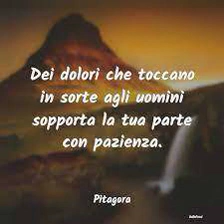 Dei dolori che toccano
in sorte agli uomini
sopporta la tua parte
con pazienza.
Pitagora